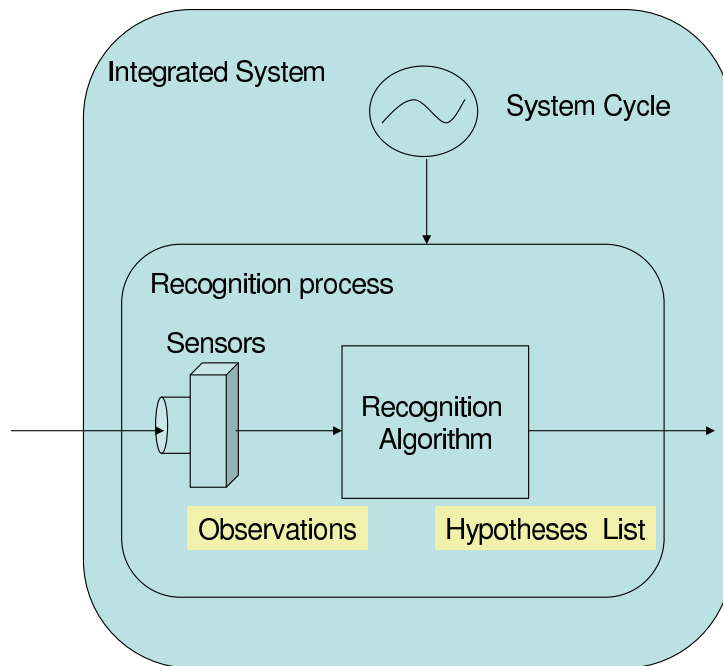 Integrated System
System Cycle
Recognition process
Sensors
Recognition
Algorithm
Observations
Hypotheses List